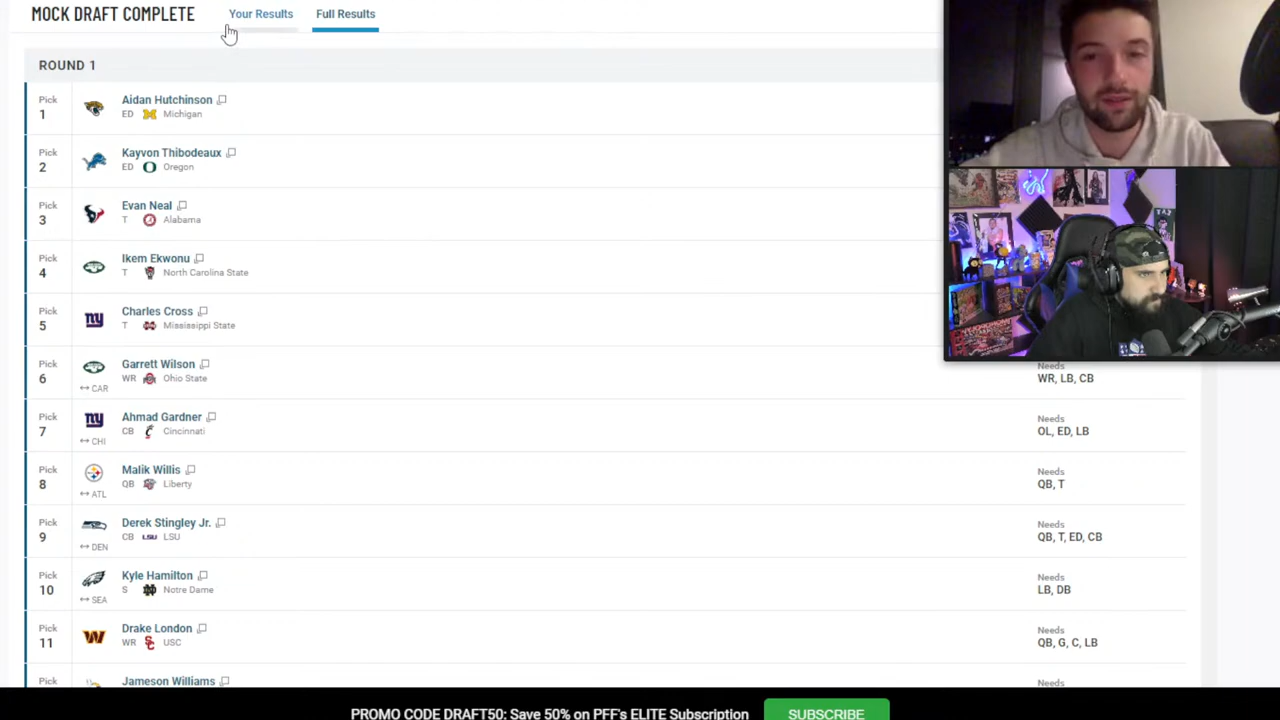 MOCK DRAFT COMPLETE Your Results Full Results
ROUND 1
Pick 1 Aidan Hutchinson
ED Michigan
Pick 2 Kayvon Thibodeaux
ED Oregon
Pick 3 Evan Neal
T Alabama
Pick 4 Ikem Ekwonu
T North Carolina State
Pick 5 Charles Cross
ny T Mississippi State
Pick 6 Garrett Wilson
WR Ohio State
↔ CAR
Needs
WR, LB, CB
Pick 7 Ahmad Gardner
ny CB Cincinnati
↔ CHI
Needs
OL, ED, LB
Pick 8 Malik Willis
QB Liberty
↔ ATL
Needs
QB, T
Pick 9 Derek Stingley Jr.
CB LSU LSU
↔ DEN
Needs
QB, T, ED, CB
Pick 10 Kyle Hamilton
S Notre Dame
↔ SEA
Needs
LB, DB
Pick 11 Drake London
W WR SC USC
Needs
QB, G, C, LB
Pick Jameson Williams
Needs
PROMO CODE DRAFT50: Save 50% on PFF's ELITE Subscription SUBSCRIBE